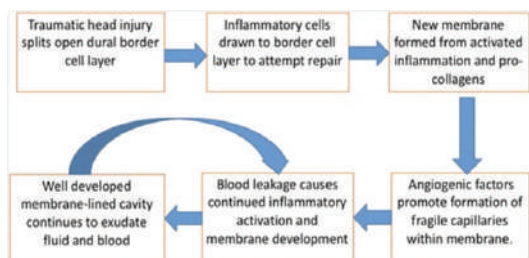 Traumatic head injury
splits open dural border
cell layer
Inflammatory cells
drawn to border cell
layer to attempt repair
New membrane
formed from activated
inflammation and pro-
collagens
Angiogenic factors
promote formation of
fragile capillaries
within membrane.
Blood leakage causes
continued inflammatory
activation and
membrane development
Well developed
membrane-lined cavity
continues to exudate
fluid and blood